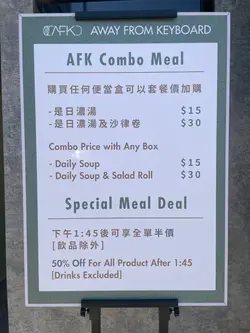 AFK AWAY FROM KEYBOARD
AFK Combo Meal
購買任何便當盒可以套餐價加購
- 是日濃湯 $15
- 是日濃湯及沙律卷 $30
Combo Price with Any Box
- Daily Soup $15
- Daily Soup & Salad Roll $30
Special Meal Deal
下午1:45後可享全單半價
[飲品除外]
50% Off For All Product After 1:45
[Drinks Excluded]